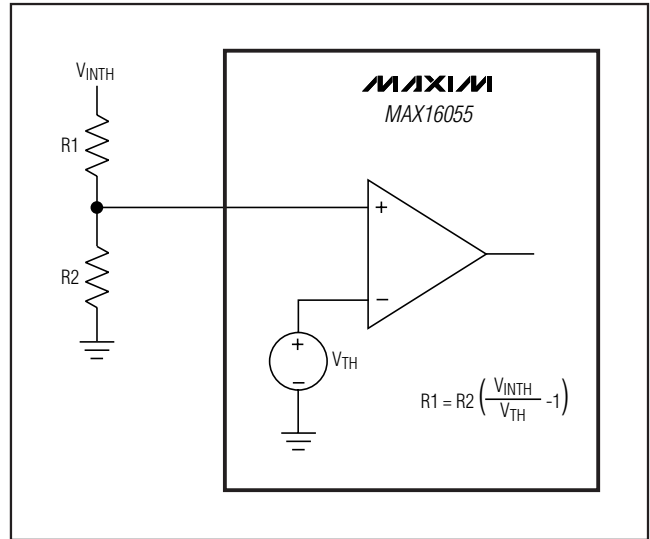 VINTH
MAXIM
MAX16055
R1
+
R2
−
+
VTH
−
R1 = R2 (VINTH/VTH -1)